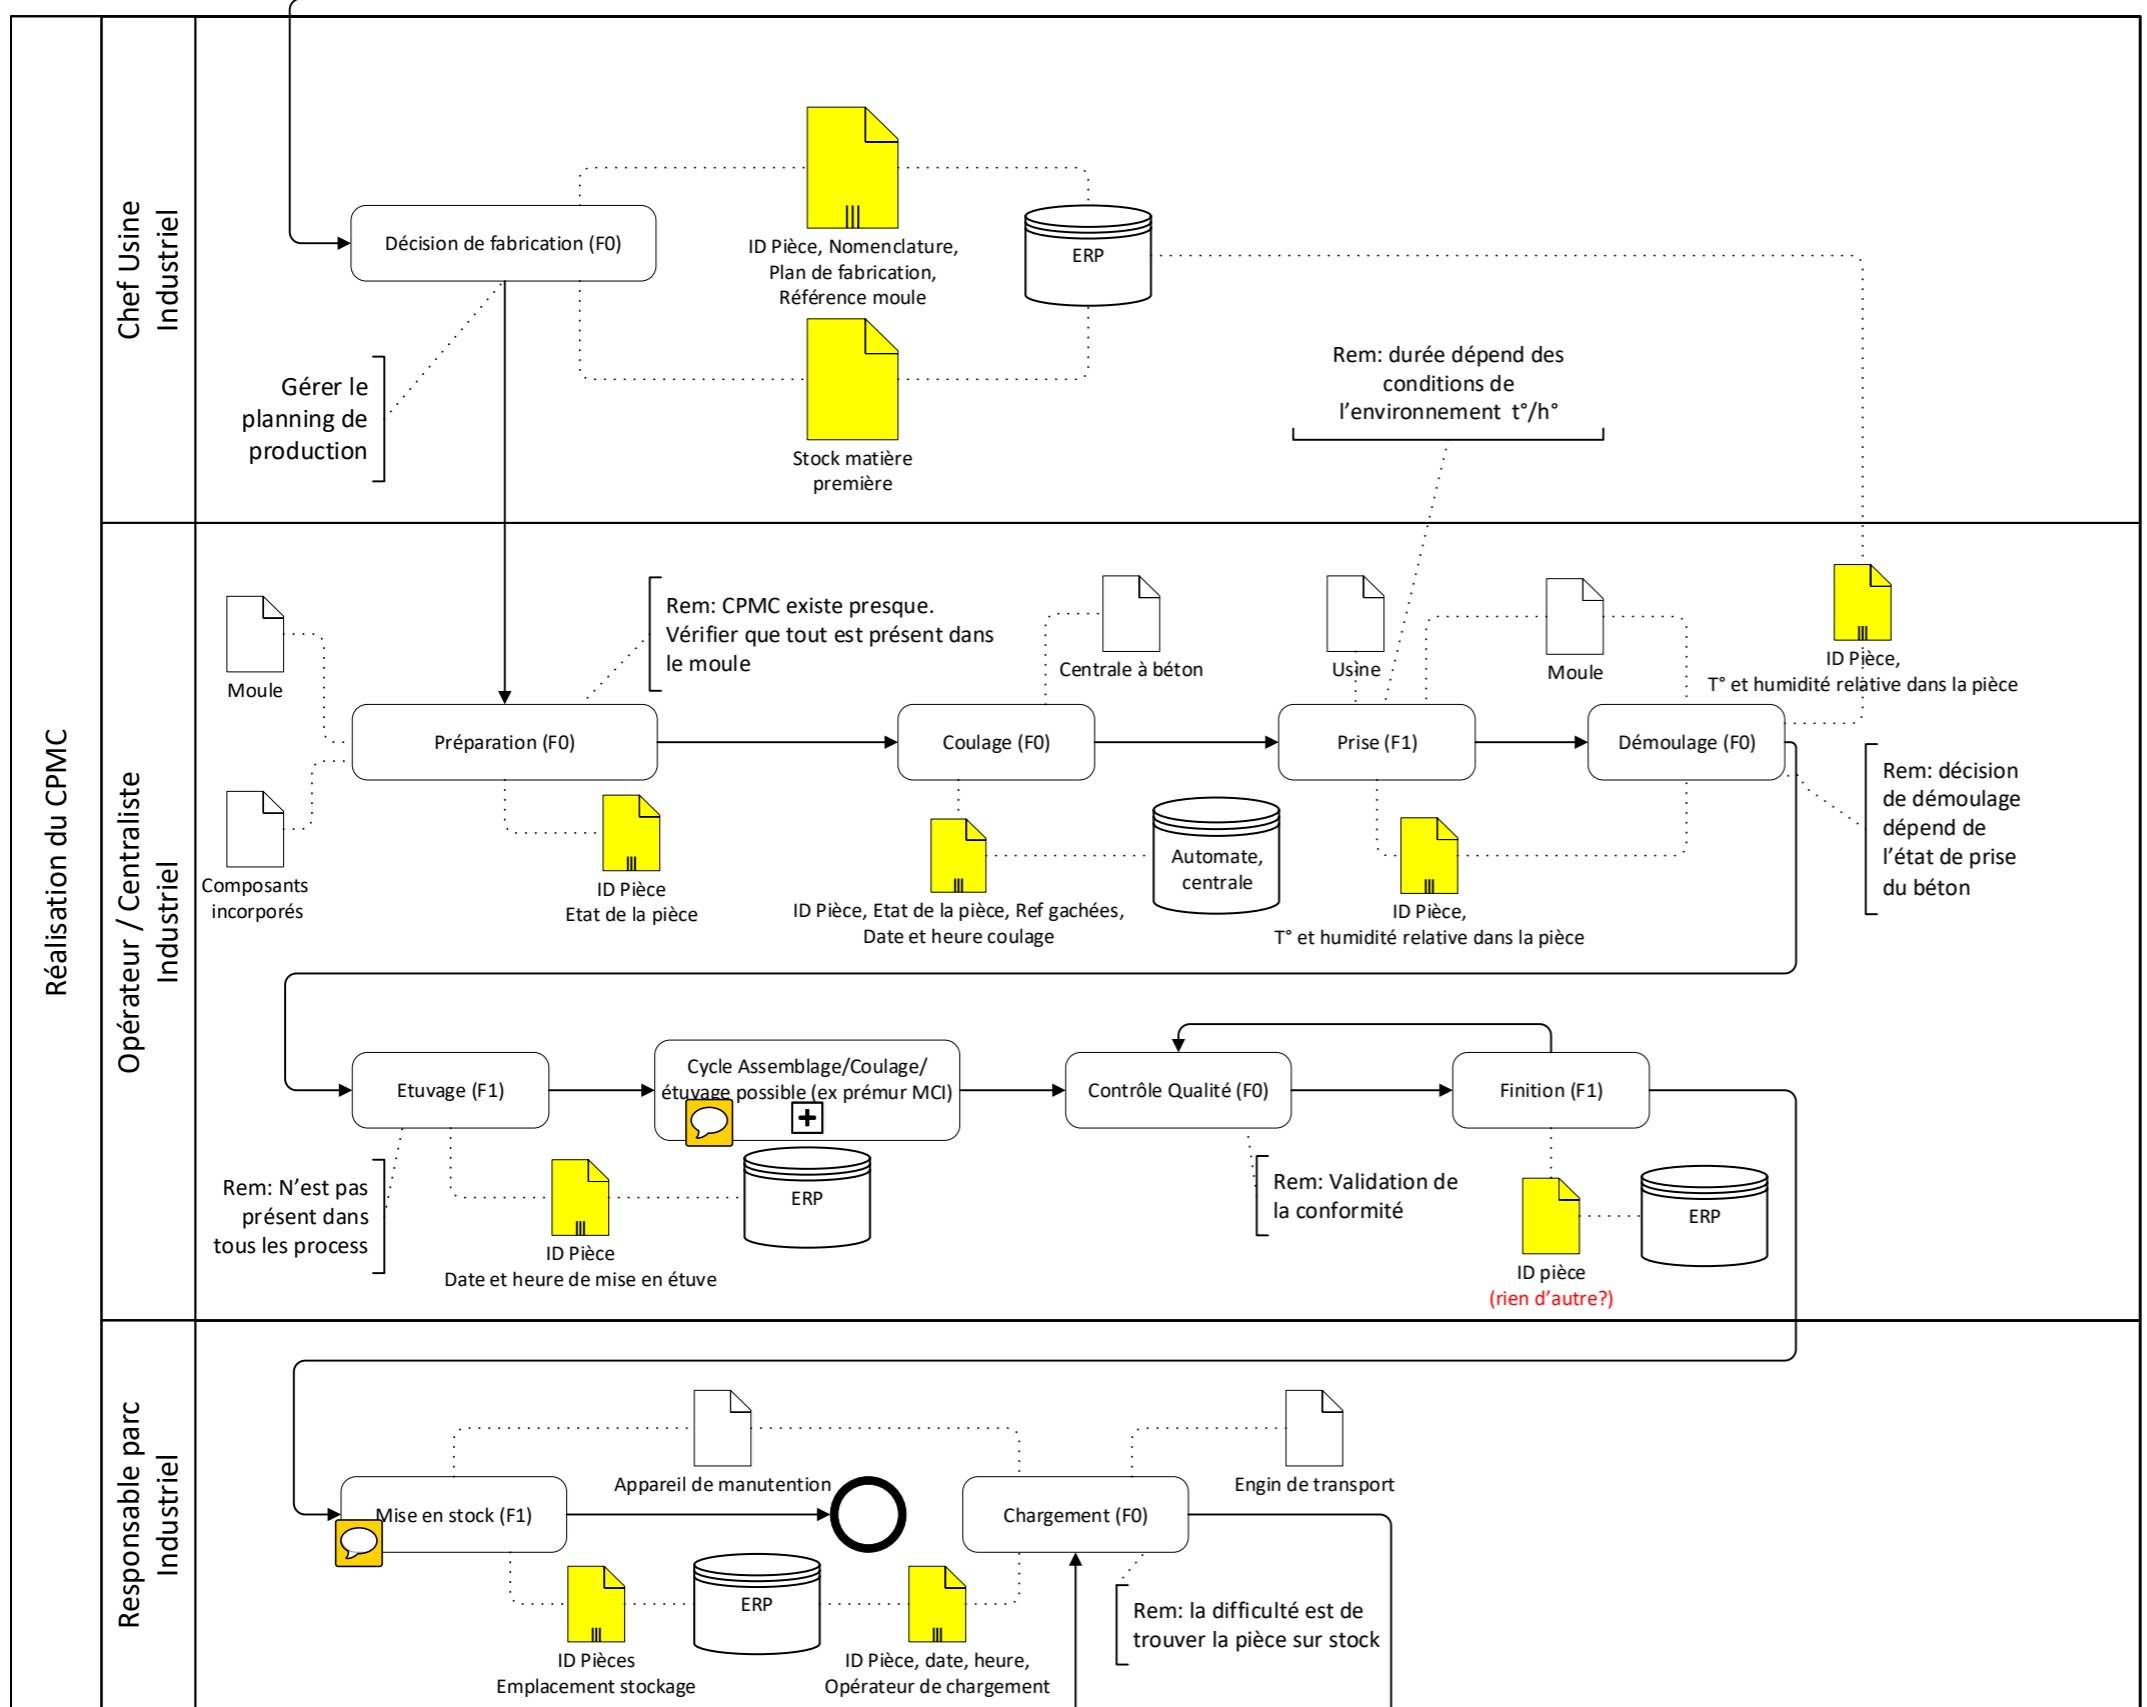 Réalisation du CPMC
Chef Usine
Industriel
Décision de fabrication (F0)
ID Pièce, Nomenclature,
Plan de fabrication,
Référence moule
ERP
Gérer le
planning de
production
Stock matière
première
Rem: durée dépend des
conditions de
l'environnement t°/h°
Opérateur / Centraliste
Industriel
Moule
Rem: CPMC existe presque.
Vérifier que tout est présent dans
le moule
Centrale à béton
Usine
Moule
ID Pièce,
T° et humidité relative dans la pièce
Préparation (F0)
Coulage (F0)
Prise (F1)
Démoulage (F0)
Composants
incorporés
ID Pièce
Etat de la pièce
ID Pièce, Etat de la pièce, Ref gachées,
Date et heure coulage
Automate,
centrale
ID Pièce,
T° et humidité relative dans la pièce
Rem: décision
de démoulage
dépend de
l'état de prise
du béton
Etuvage (F1)
Cycle Assemblage/Coulage/
étuvage possible (ex prémur MCI)
Contrôle Qualité (F0)
Finition (F1)
Rem: N'est pas
présent dans
tous les process
ID Pièce
Date et heure de mise en étuve
ERP
Rem: Validation de
la conformité
ID pièce
(rien d'autre?)
ERP
Responsable parc
Industriel
Appareil de manutention
Engin de transport
Mise en stock (F1)
Chargement (F0)
ID Pièces
Emplacement stockage
ERP
ID Pièce, date, heure,
Opérateur de chargement
Rem: la difficulté est de
trouver la pièce sur stock